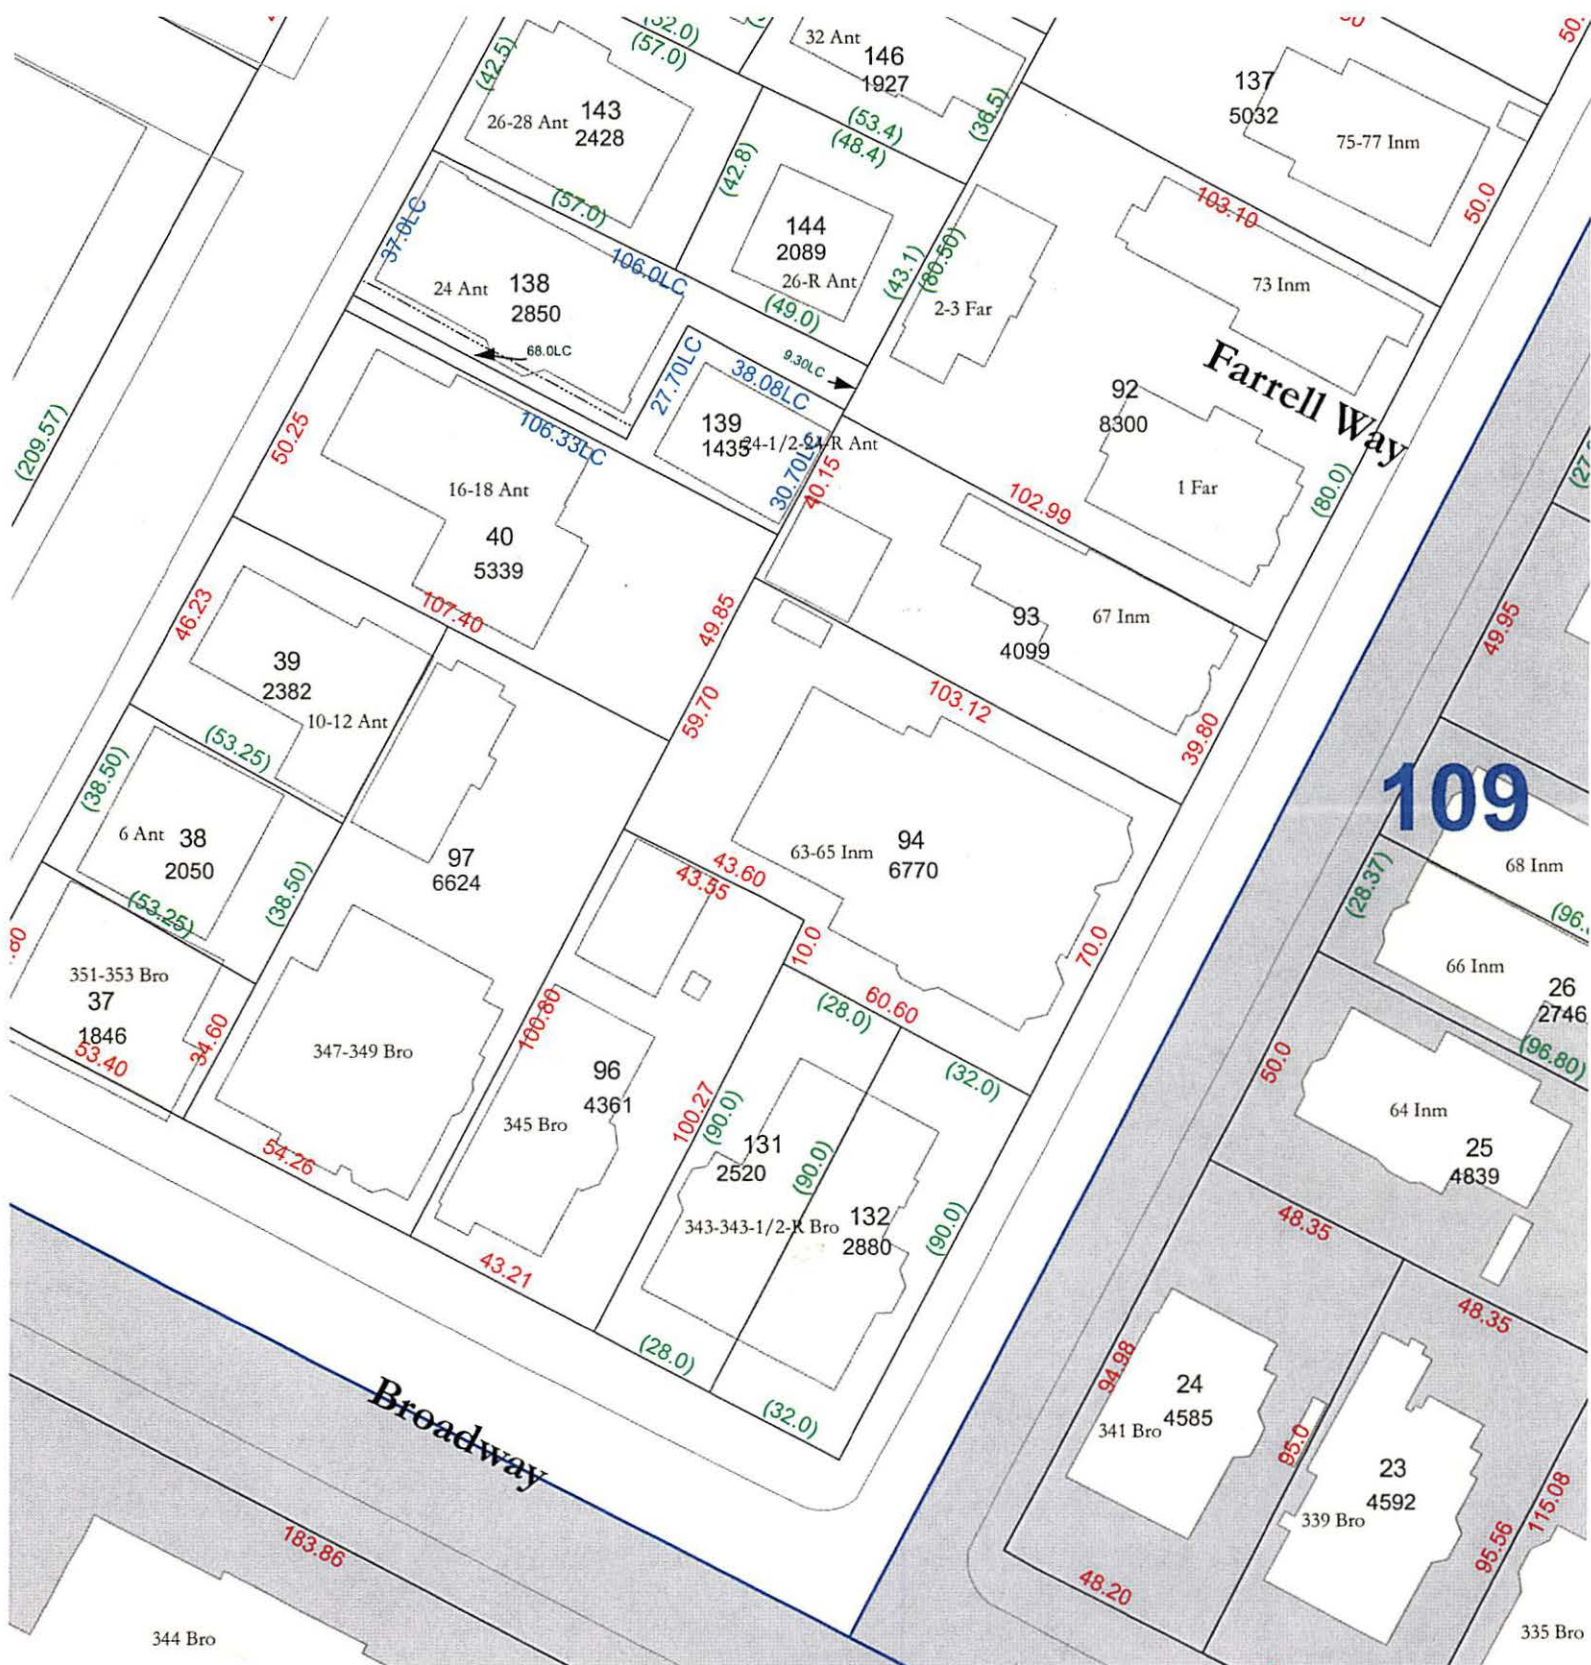 (52.0)
(57.0)
32 Ant
146
1927
(42.5)
143
26-28 Ant
2428
(53.4)
(48.4)
(36.5)
137
5032
75-77 Inm
50.0
103.10
(42.8)
144
2089
26-R Ant
(57.0)
37.0LC
106.0LC
(43.1)
(80.50)
(49.0)
24 Ant
138
2850
68.0LC
2-3 Far
73 Inm
Farrell Way
9.30LC
27.70LC
38.08LC
139
1435
24-1/2-24-R Ant
30.70LC
40.15
92
8300
1 Far
(80.0)
102.99
(209.57)
50.25
106.33LC
16-18 Ant
40
5339
46.23
107.40
49.85
93
4099
67 Inm
49.95
39
2382
10-12 Ant
59.70
103.12
39.80
109
(38.50)
(53.25)
6 Ant
38
2050
97
6624
63-65 Inm
94
6770
43.60
43.55
68 Inm
(28.37)
(53.25)
(38.50)
10.0
70.0
66 Inm
26
2746
(96.80)
351-353 Bro
37
1846
53.40
34.60
347-349 Bro
100.80
60.60
(28.0)
(32.0)
50.0
64 Inm
25
4839
96
4361
345 Bro
100.27
(90.0)
131
2520
(90.0)
343-343-1/2-R Bro
132
2880
(90.0)
54.26
43.21
48.35
48.35
(28.0)
(32.0)
Broadway
94.98
24
4585
341 Bro
95.0
23
4592
339 Bro
115.08
95.56
48.20
183.86
344 Bro
335 Bro